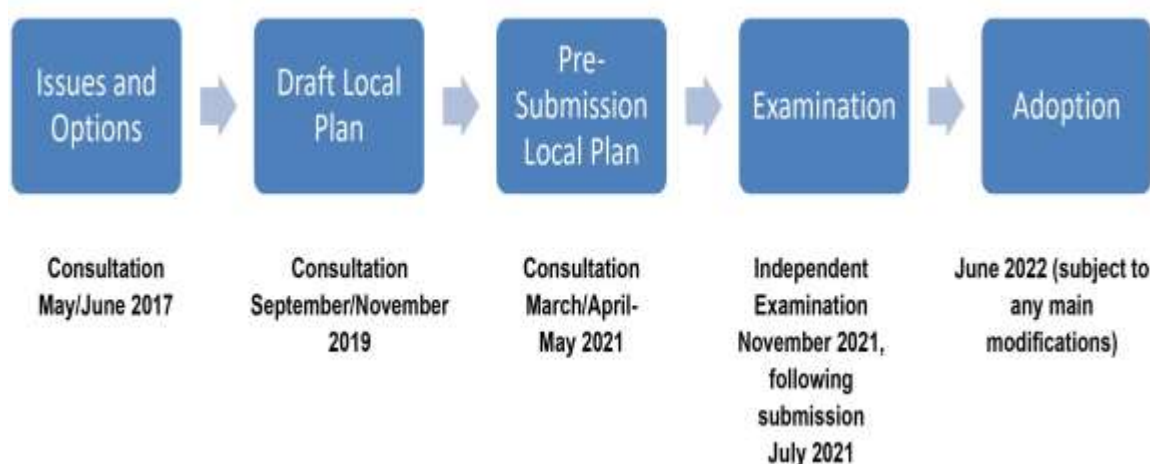 Issues and
Options
Draft Local
Plan
Pre-
Submission
Local Plan
Examination
Adoption
Consultation
May/June 2017
Consultation
September/November
2019
Consultation
March/April-
May 2021
Independent
Examination
November 2021,
following
submission
July 2021
June 2022 (subject to
any main
modifications)